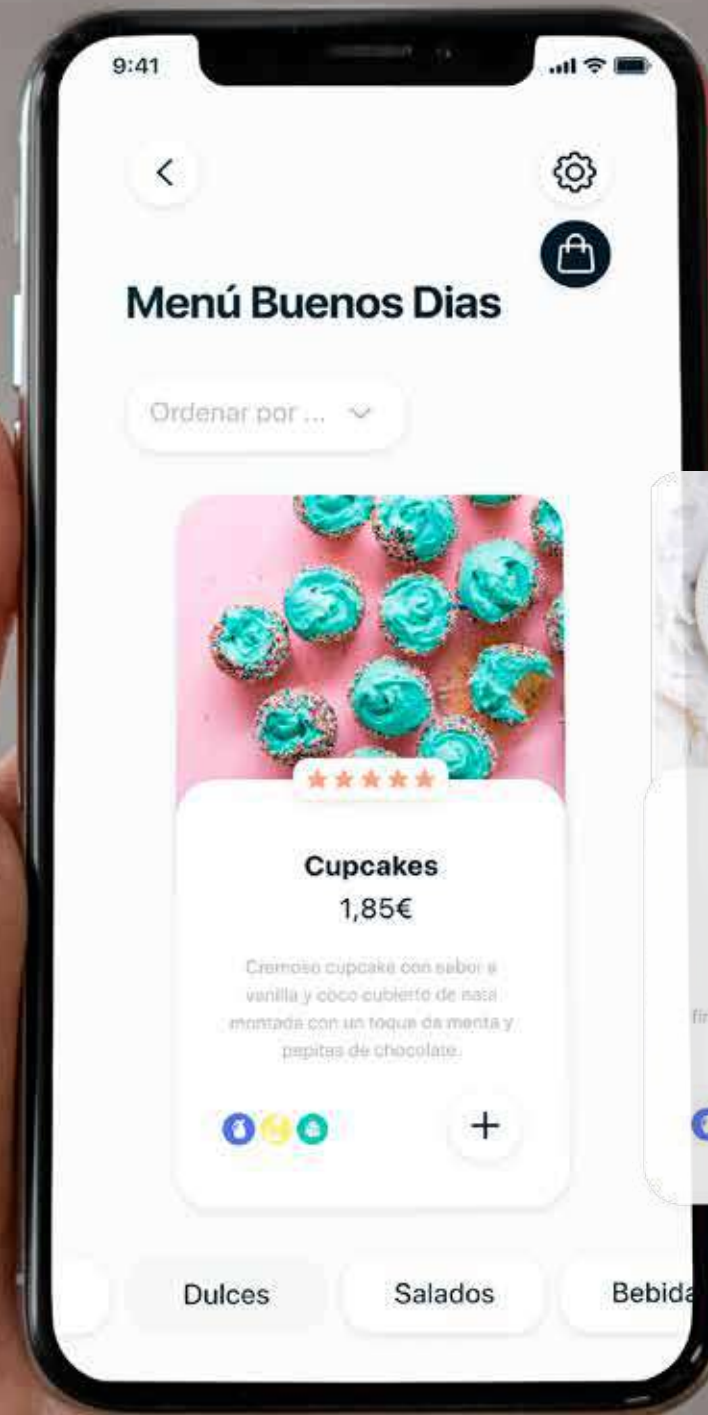 9:41
Menú Buenos Dias
Ordenar por ...
Cupcakes
1,85€
Cremoso cupcake con sabor a
vainilla y coco cubierto de nata
montada con un toque de menta y
pepitas de chocolate.
Dulces
Salados
Bebida